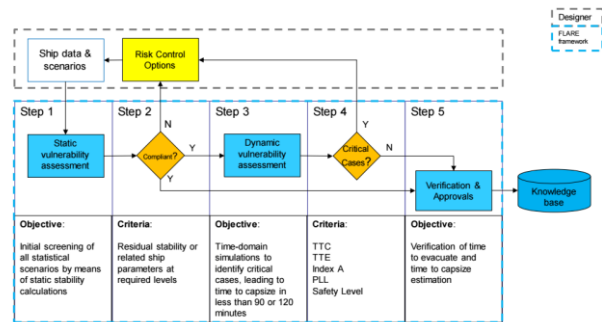 Designer
FLARE
framework
Ship data &
scenarios
Risk Control
Options
Step 1
Step 2
Step 3
Step 4
Step 5
N
Y
Y
N
Y
Static
vulnerability
assessment
Compliant?
Dynamic
vulnerability
assessment
Critical
Cases?
Verification &
Approvals
Knowledge
base
Objective:
Initial screening of
all statistical
scenarios by means
of static stability
calculations
Criteria:
Residual stability or
related ship
parameters at
required levels
Objective:
Time-domain
simulations to
identify critical
cases, leading to
time to capsize in
less than 90 or 120
minutes
Criteria:
TTC
TTE
Index A
PLL
Safety Level
Objective:
Verification of time
to evacuate and
time to capsize
estimation